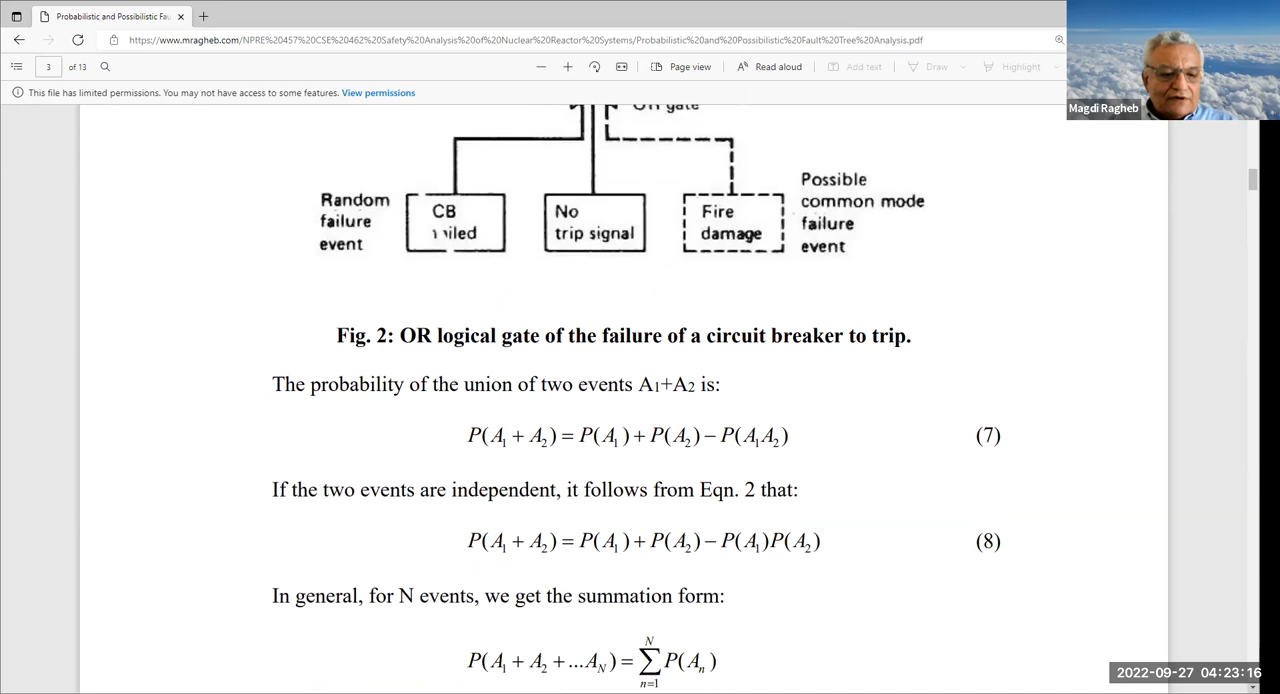 Probabilistic and Possibilistic Fau
https://www.mragheb.com/NPRE%20457%20CSE%20462%20Safety%20Analysis%20of%20Nuclear%20Reactor%20Systems/Probabilistic%20and%20Possibilistic%20Fault%20Tree%20Analysis.pdf
3 of 13 Page view Read aloud Add text Draw Highlight
This file has limited permissions. You may not have access to some features. View permissions
Magdi Ragheb
OR gate
Random
failure
event
CB
No
trip signal
Fire
damage
Possible
common mode
failure
event
Fig. 2: OR logical gate of the failure of a circuit breaker to trip.
The probability of the union of two events A₁+A₂ is:
P(A₁ + A₂) = P(A₁) + P(A₂) − P(A₁A₂) (7)
If the two events are independent, it follows from Eqn. 2 that:
P(A₁ + A₂) = P(A₁) + P(A₂) − P(A₁)P(A₂) (8)
In general, for N events, we get the summation form:
P(A₁ + A₂ + ...A_N) = ∑_{n=1}^{N} P(A_n)
2022-09-27 04:23:16